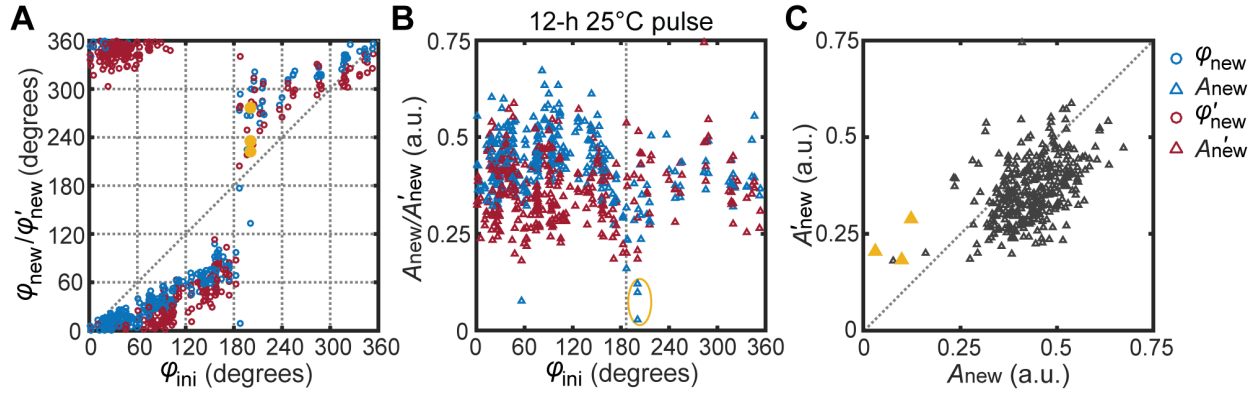 A
B
12-h 25°C pulse
C
360
300
240
180
120
60
0
φnew/φ′new (degrees)
0 60 120 180 240 300 360
φini (degrees)
0.75
0.5
0.25
0
Anew/A′new (a.u.)
0 60 120 180 240 300 360
φini (degrees)
0.75
0.5
0.25
0
A′new (a.u.)
0 0.25 0.5 0.75
Anew (a.u.)
φnew
Anew
φ′new
A′new